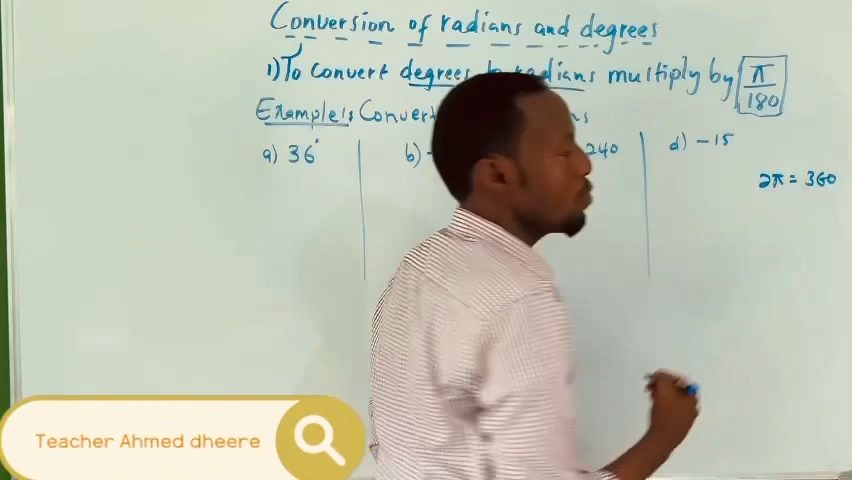 Conversion of radians and degrees
1) To convert degrees to radians multiply by π/180
Example 1: Convert
a) 36°
b) -
240
d) -15
2π = 360
Teacher Ahmed dheere